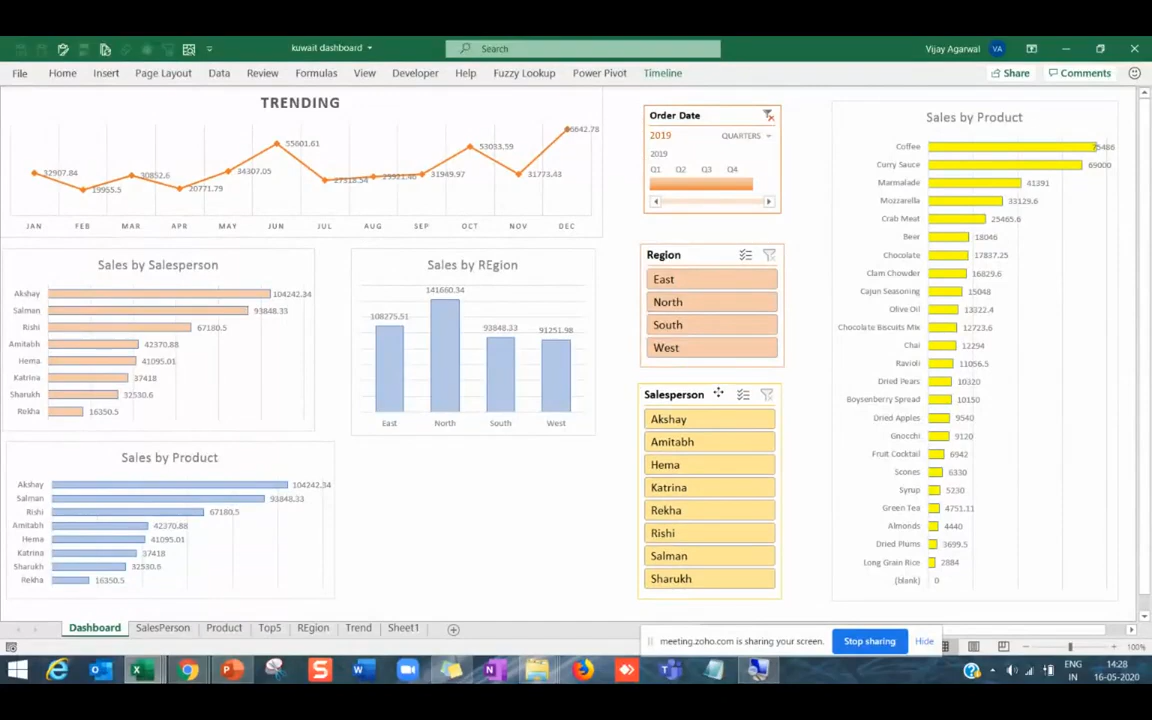 kuwait dashboard
Search
Vijay Agarwal
VA
File Home Insert Page Layout Formulas Data Review View Developer Help Fuzzy Lookup Power Pivot Timeline
Share
Comments
TRENDING
32907.84
19955.5
30852.6
20771.79
34307.05
55601.61
53033.59
31949.97
31773.43
JAN FEB MAR APR MAY JUN JUL AUG SEP OCT NOV DEC
Sales by Salesperson
Akshay 104242.34
Salman 93848.33
Rishi 67180.5
Amitabh 42370.88
Hema 41095.01
Katrina 37418
Sharukh 32530.6
Rekha 16350.5
Sales by REgion
108275.51
141660.34
93848.33
91251.98
East North South West
Sales by Product
Akshay 104242.34
Salman 93848.33
Rishi 67180.5
Amitabh 42370.88
Hema 41095.01
Katrina 37418
Sharukh 32530.6
Rekha 16350.5
Order Date
2019
QUARTERS
2019
Q1 Q2 Q3 Q4
Region
East
North
South
West
Salesperson
Akshay
Amitabh
Hema
Katrina
Rekha
Rishi
Salman
Sharukh
Sales by Product
Coffee 75486
Curry Sauce 69000
Marmalade 41391
Mozzarella 33129.6
Crab Meat 25465.6
Beer 18046
Chocolate 17837.25
Clam Chowder 16829.6
Cajun Seasoning 15048
Olive Oil 13322.4
Chocolate Biscuits Mix 12723.6
Chai 12294
Ravioli 11056.5
Dried Pears 10320
Boysenberry Spread 10150
Dried Apples 9540
Gnocchi 9120
Fruit Cocktail 6942
Scones 6330
Syrup 5230
Green Tea 4751.11
Almonds 4440
Dried Plums 3699.5
Long Grain Rice 2884
(blank) 0
Dashboard SalesPerson Product Top5 REgion Trend Sheet1
meeting.zoho.com is sharing your screen.
Stop sharing
Hide
100%
ENG
IN
14:28
16-05-2020